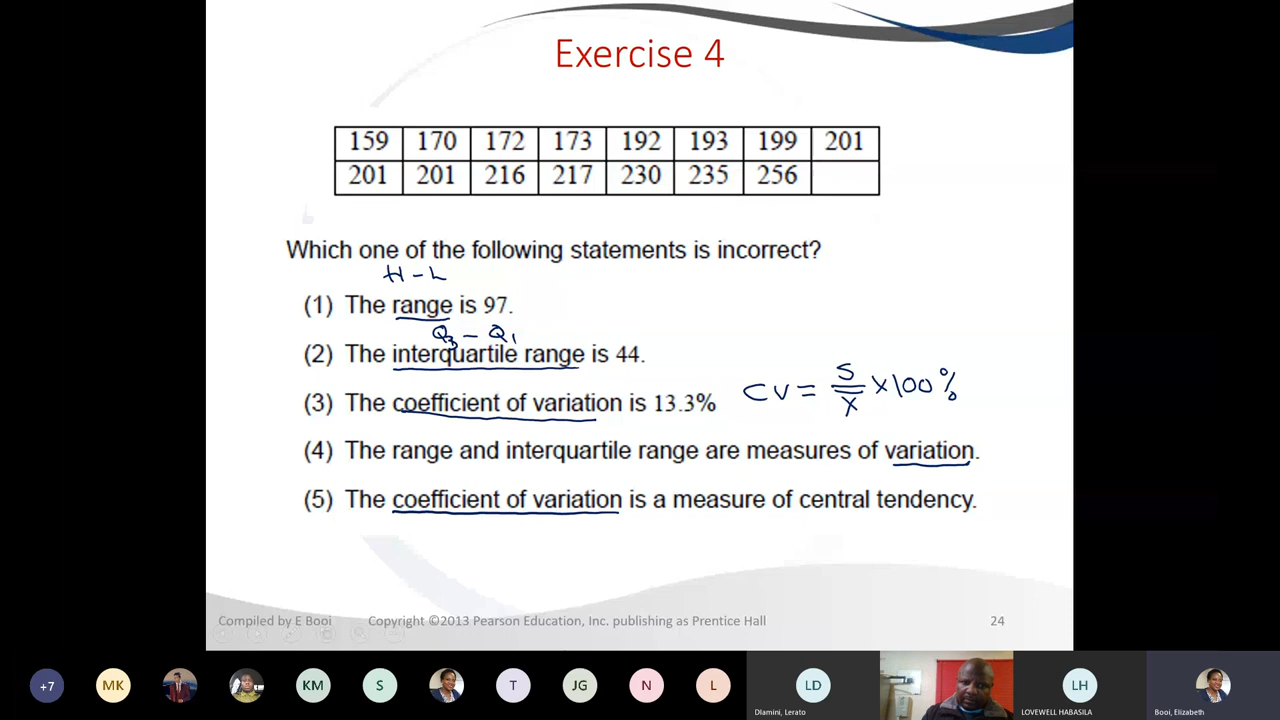 Exercise 4
159 170 172 173 192 193 199 201
201 201 216 217 230 235 256
Which one of the following statements is incorrect?
H - L
(1) The range is 97.
Q3 - Q1
(2) The interquartile range is 44.
(3) The coefficient of variation is 13.3%
CV = S/X × 100%
(4) The range and interquartile range are measures of variation.
(5) The coefficient of variation is a measure of central tendency.
Compiled by E Booi Copyright ©2013 Pearson Education, Inc. publishing as Prentice Hall 24
+7 MK KM S T JG N L LD LH
Dlamini, Lerato LOVEWELL HABASILA Booi, Elizabeth